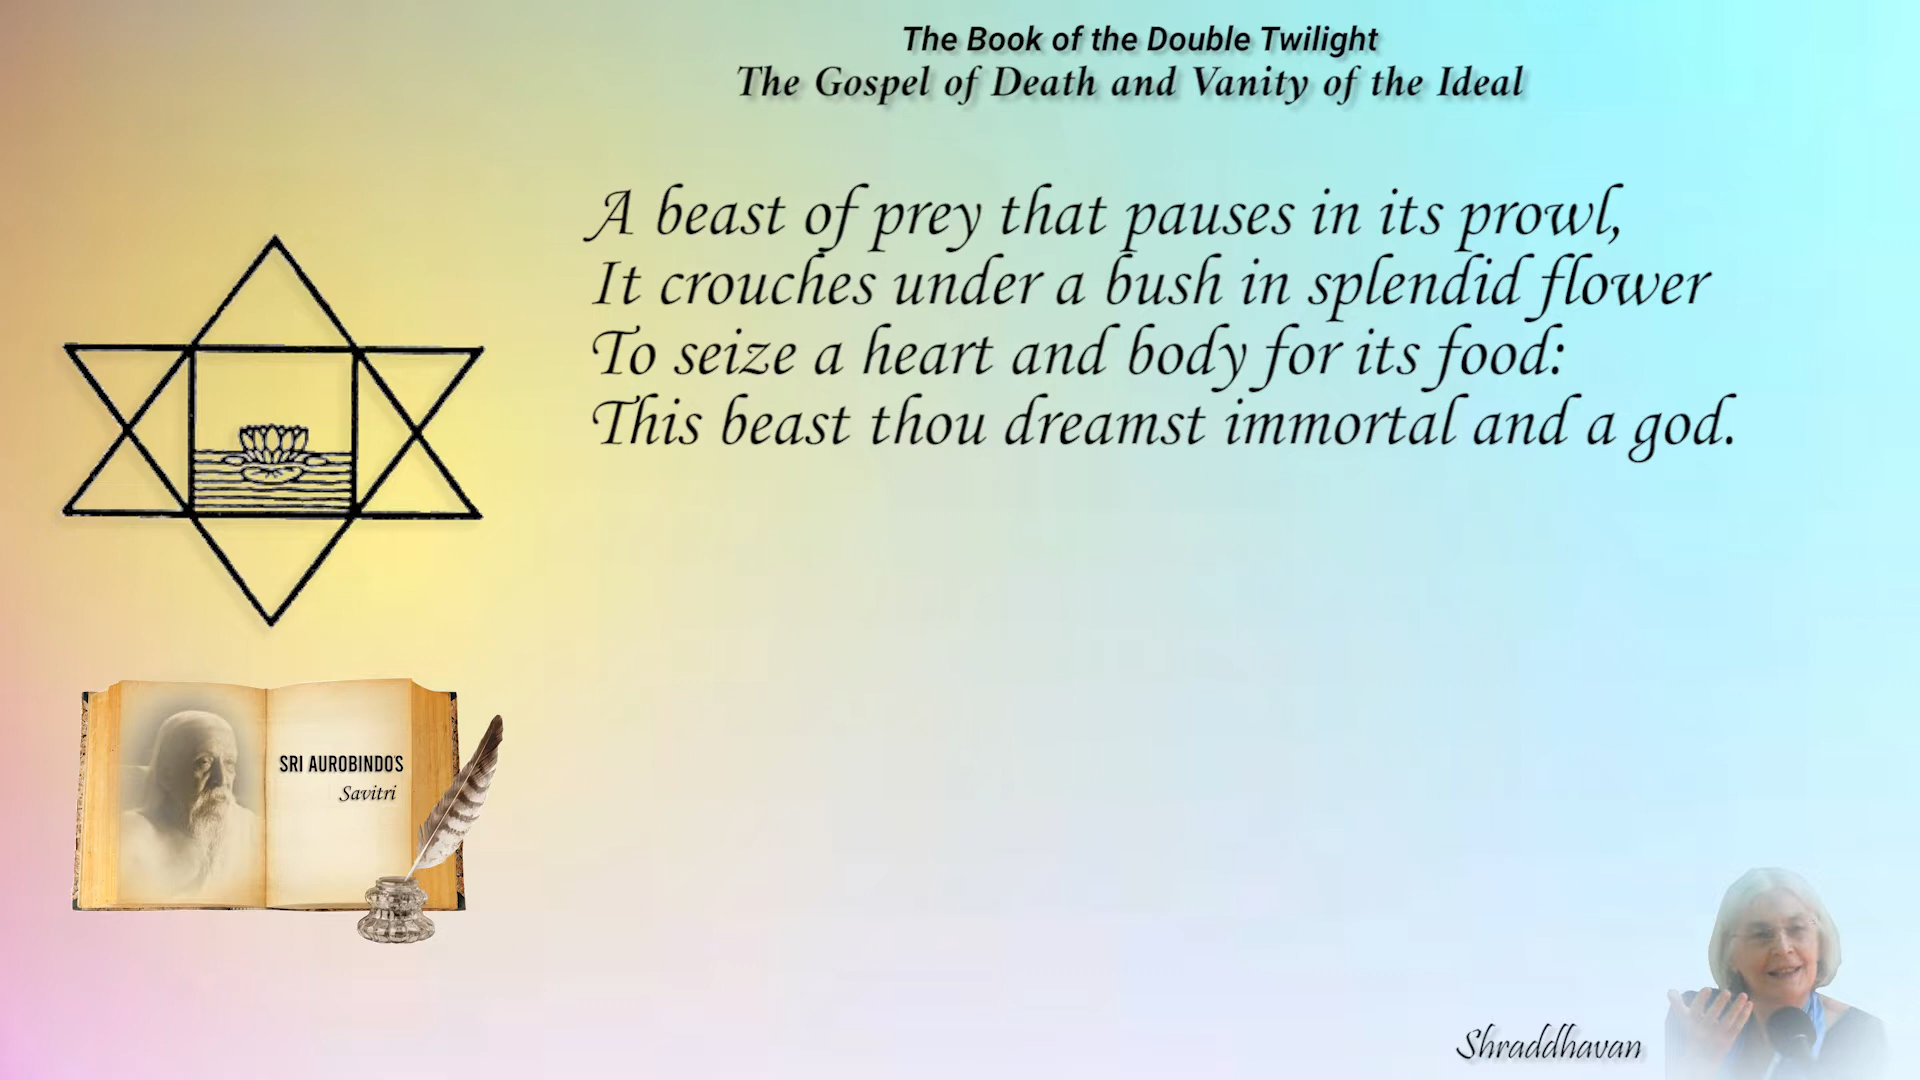 The Book of the Double Twilight
The Gospel of Death and Vanity of the Ideal
A beast of prey that pauses in its prowl,
It crouches under a bush in splendid flower
To seize a heart and body for its food:
This beast thou dreamst immortal and a god.
SRI AUROBINDO'S
Savitri
Shraddhavan